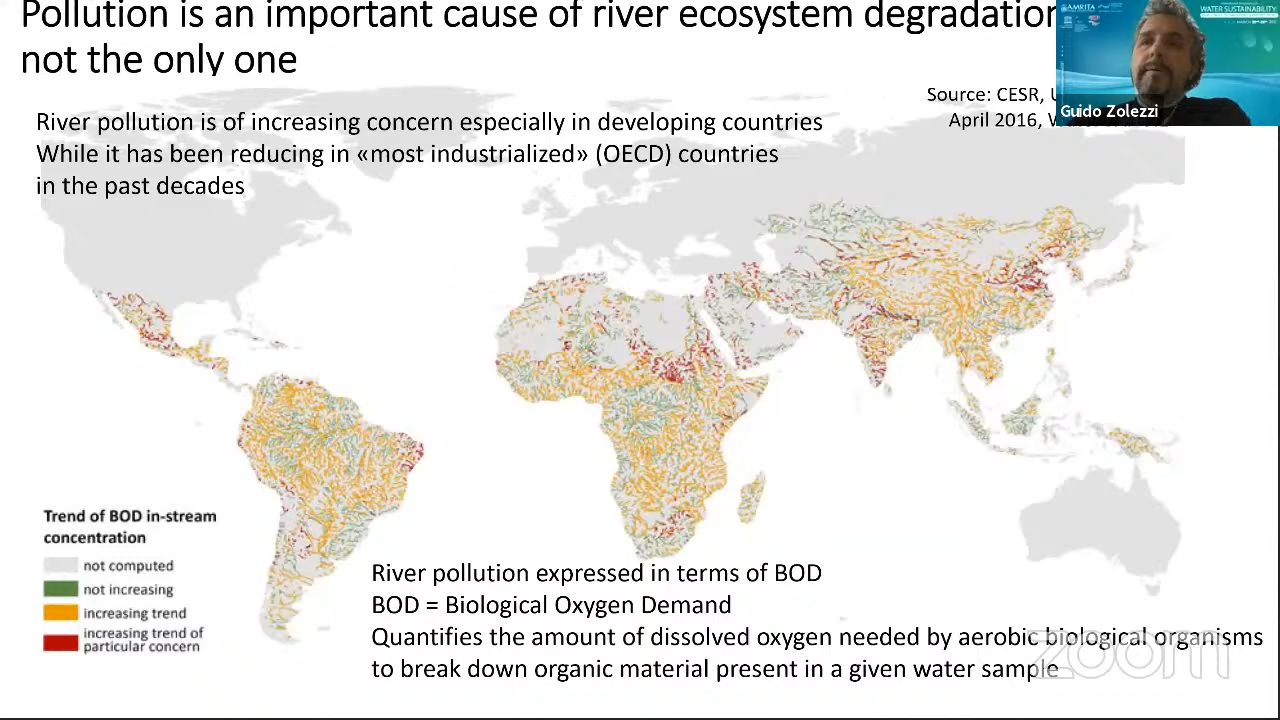 Pollution is an important cause of river ecosystem degradation
not the only one
AMRITA
WATER SUSTAINABILITY
Guido Zolezzi
Source: CESR,
April 2016,
River pollution is of increasing concern especially in developing countries
While it has been reducing in «most industrialized» (OECD) countries
in the past decades
Trend of BOD in-stream
concentration
not computed
not increasing
increasing trend
increasing trend of
particular concern
River pollution expressed in terms of BOD
BOD = Biological Oxygen Demand
Quantifies the amount of dissolved oxygen needed by aerobic biological organisms
to break down organic material present in a given water sample
zoom